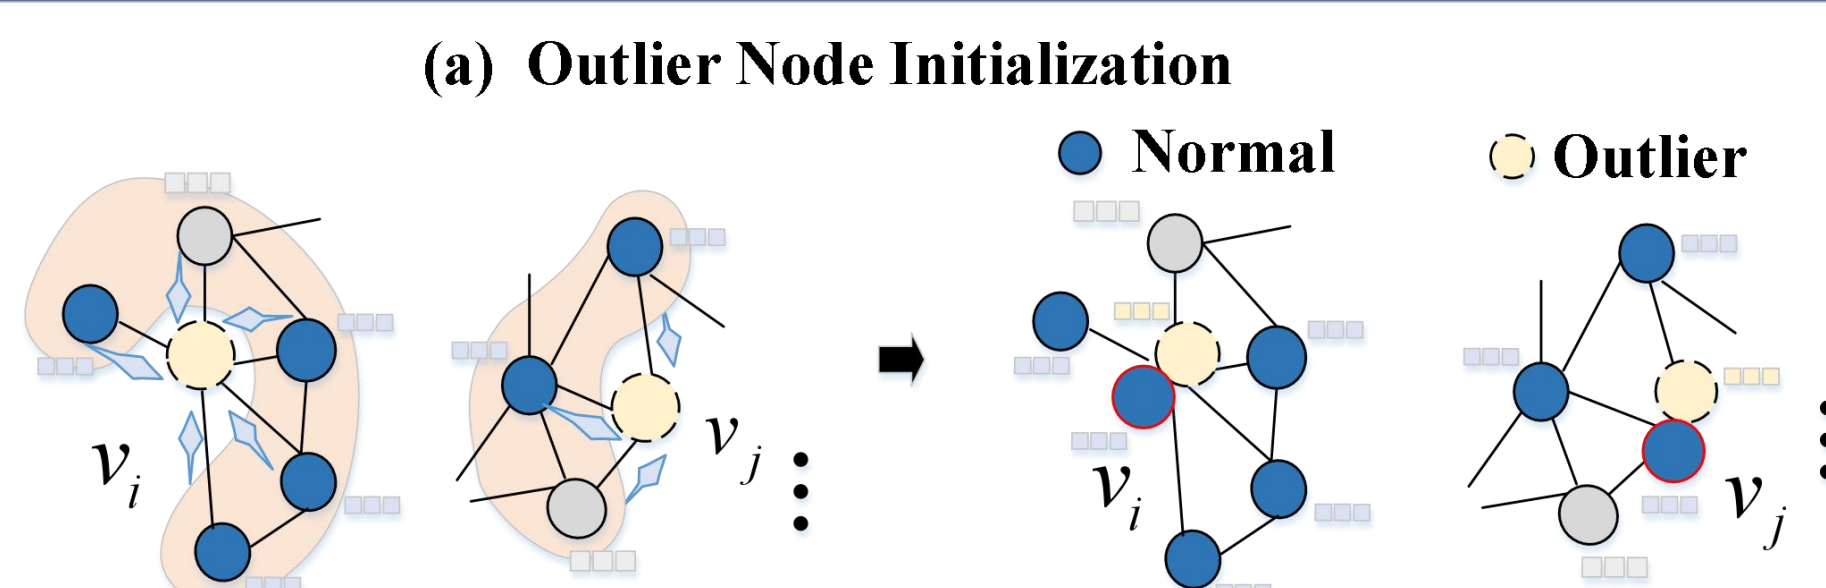 (a) Outlier Node Initialization
Normal
Outlier
v_i
v_j
v_i
v_j